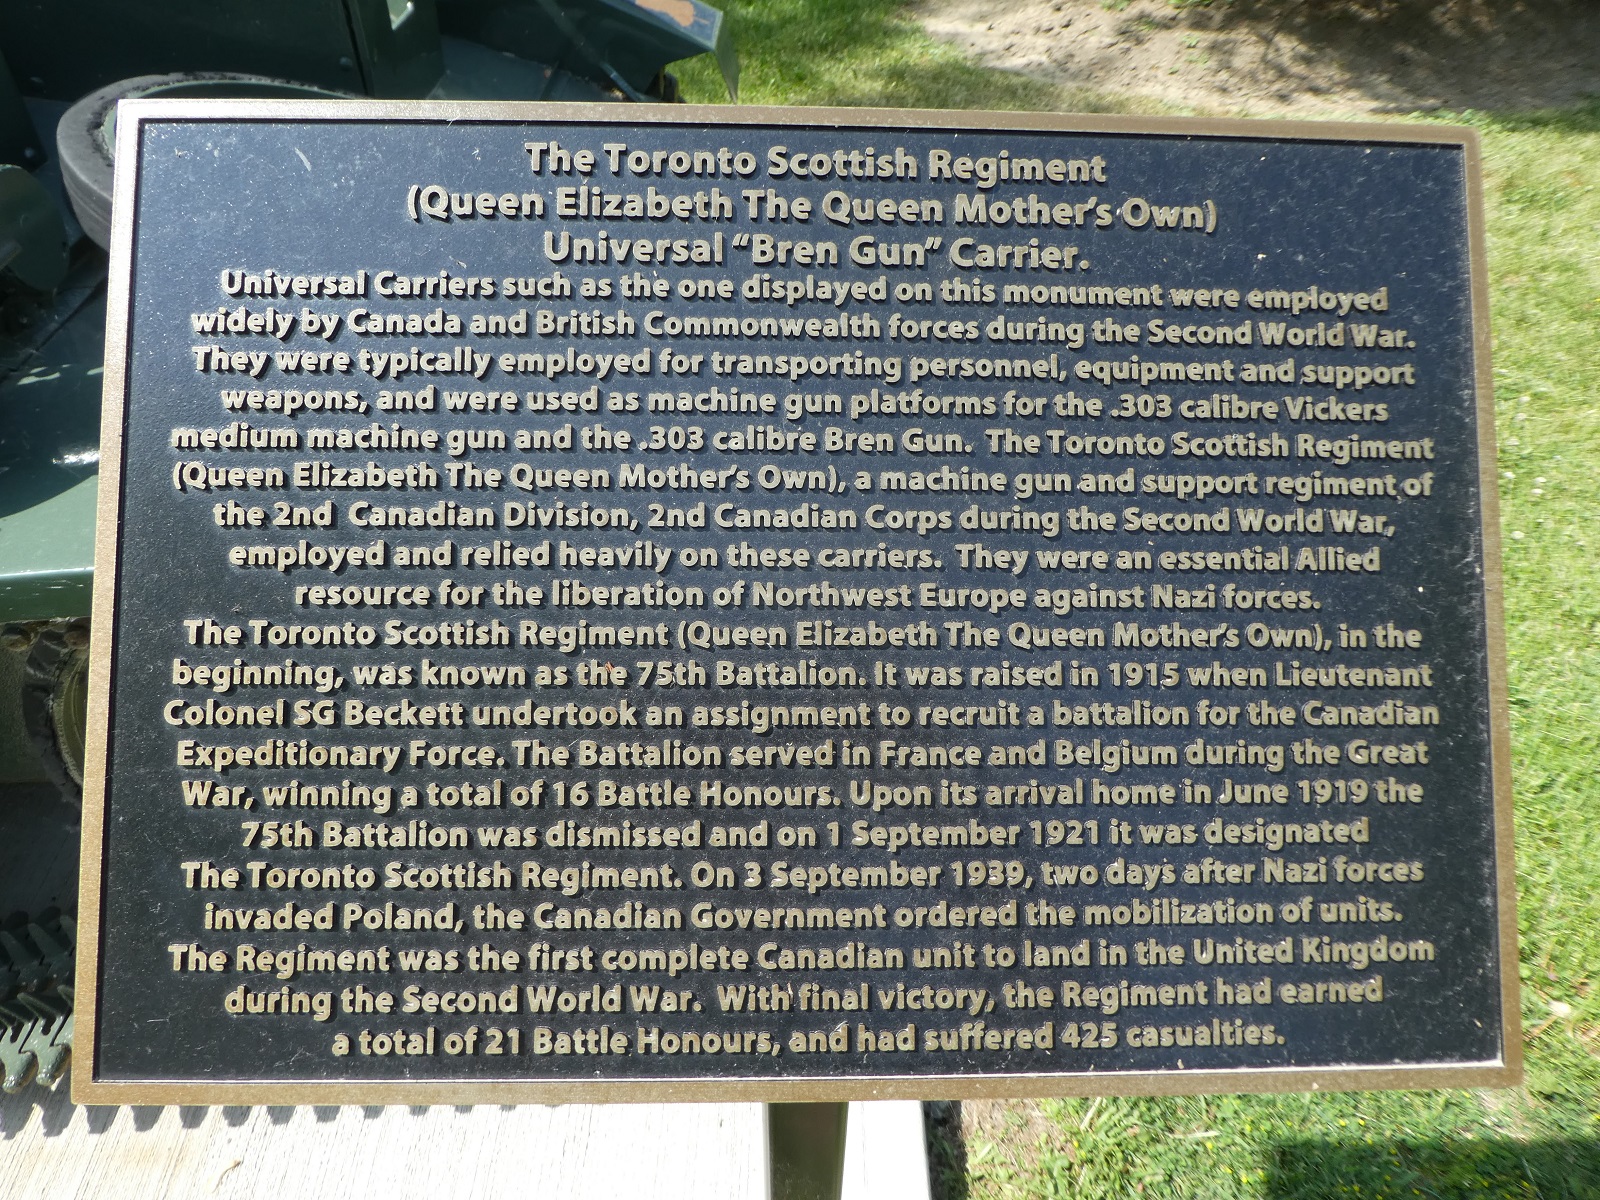 The Toronto Scottish Regiment
(Queen Elizabeth The Queen Mother's Own)
Universal "Bren Gun" Carrier.
Universal Carriers such as the one displayed on this monument were employed
widely by Canada and British Commonwealth forces during the Second World War.
They were typically employed for transporting personnel, equipment and support
weapons, and were used as machine gun platforms for the .303 calibre Vickers
medium machine gun and the .303 calibre Bren Gun. The Toronto Scottish Regiment
(Queen Elizabeth The Queen Mother's Own), a machine gun and support regiment of
the 2nd Canadian Division, 2nd Canadian Corps during the Second World War,
employed and relied heavily on these carriers. They were an essential Allied
resource for the liberation of Northwest Europe against Nazi forces.
The Toronto Scottish Regiment (Queen Elizabeth The Queen Mother's Own), in the
beginning, was known as the 75th Battalion. It was raised in 1915 when Lieutenant
Colonel SG Beckett undertook an assignment to recruit a battalion for the Canadian
Expeditionary Force. The Battalion served in France and Belgium during the Great
War, winning a total of 16 Battle Honours. Upon its arrival home in June 1919 the
75th Battalion was dismissed and on 1 September 1921 it was designated
The Toronto Scottish Regiment. On 3 September 1939, two days after Nazi forces
invaded Poland, the Canadian Government ordered the mobilization of units.
The Regiment was the first complete Canadian unit to land in the United Kingdom
during the Second World War. With final victory, the Regiment had earned
a total of 21 Battle Honours, and had suffered 425 casualties.